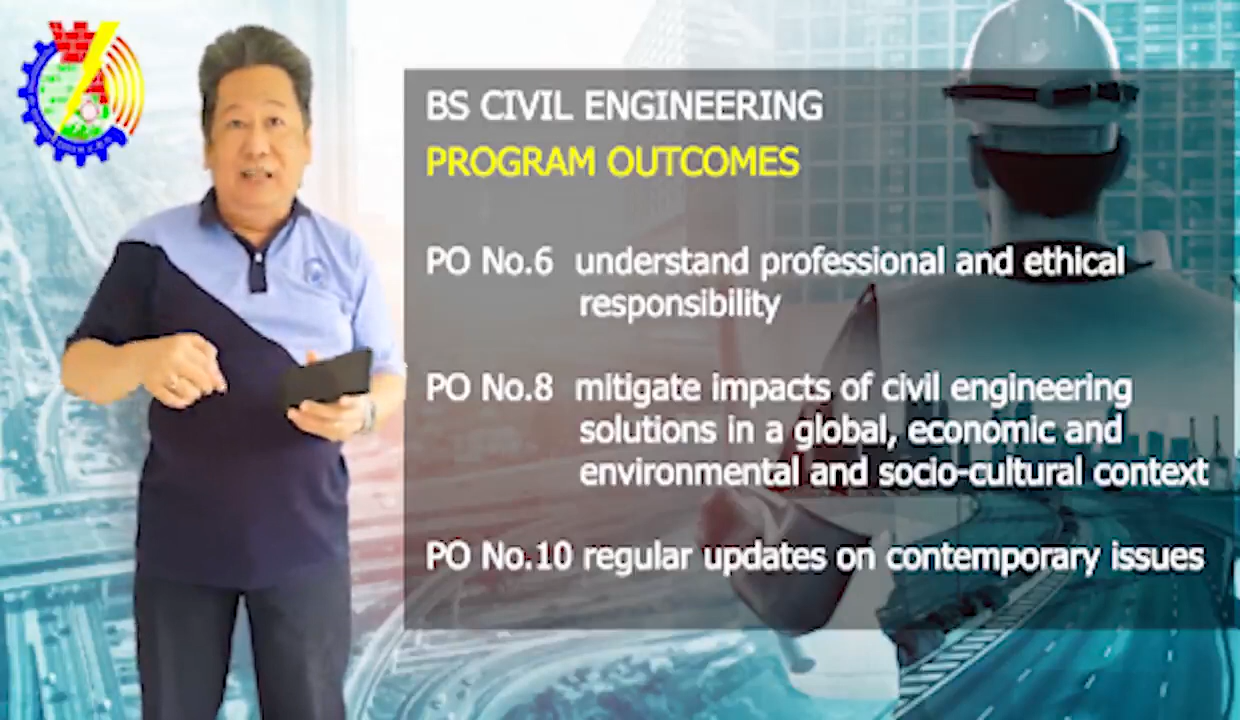 BS CIVIL ENGINEERING
PROGRAM OUTCOMES
PO No.6 understand professional and ethical
responsibility
PO No.8 mitigate impacts of civil engineering
solutions in a global, economic and
environmental and socio-cultural context
PO No.10 regular updates on contemporary issues